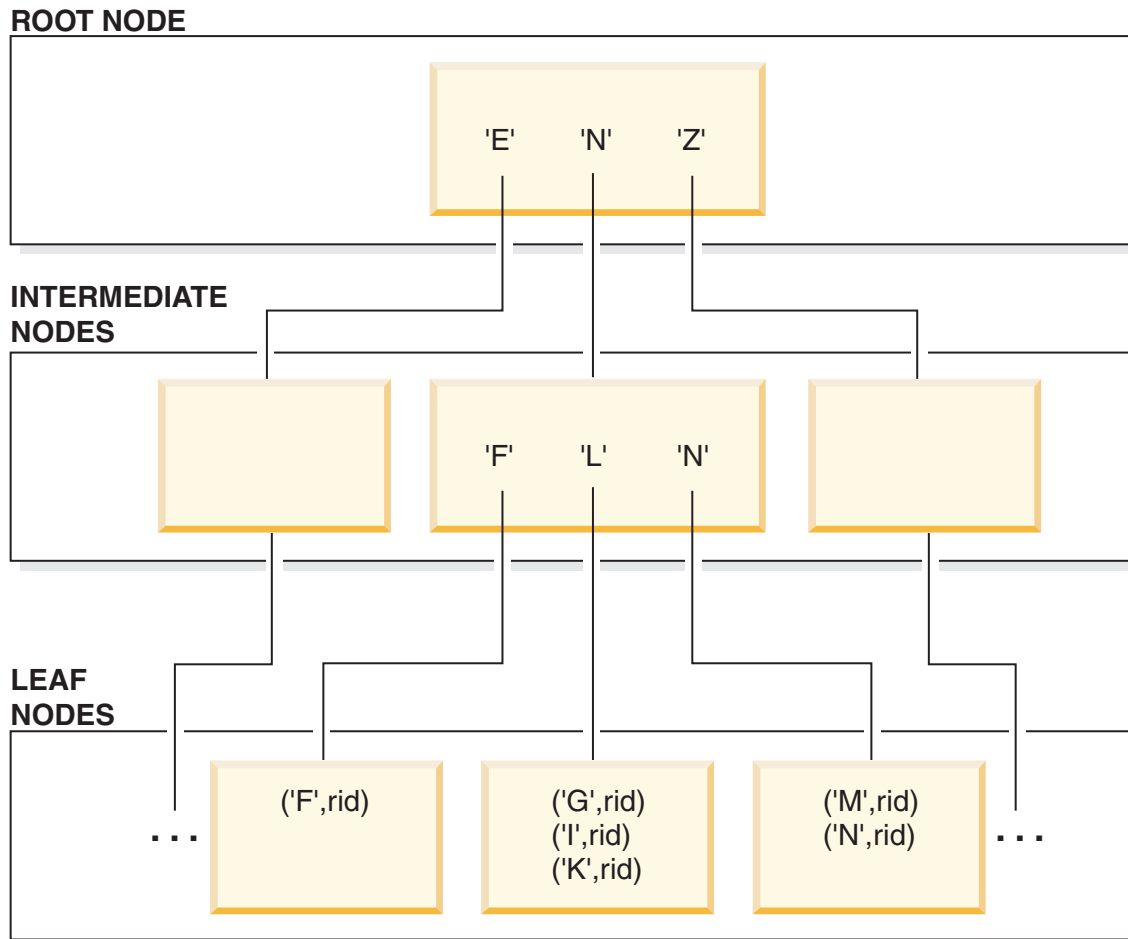 ROOT NODE
'E' 'N' 'Z'
INTERMEDIATE
NODES
'F' 'L' 'N'
LEAF
NODES
('F',rid)
('G',rid)
('I',rid)
('K',rid)
('M',rid)
('N',rid)
...
...